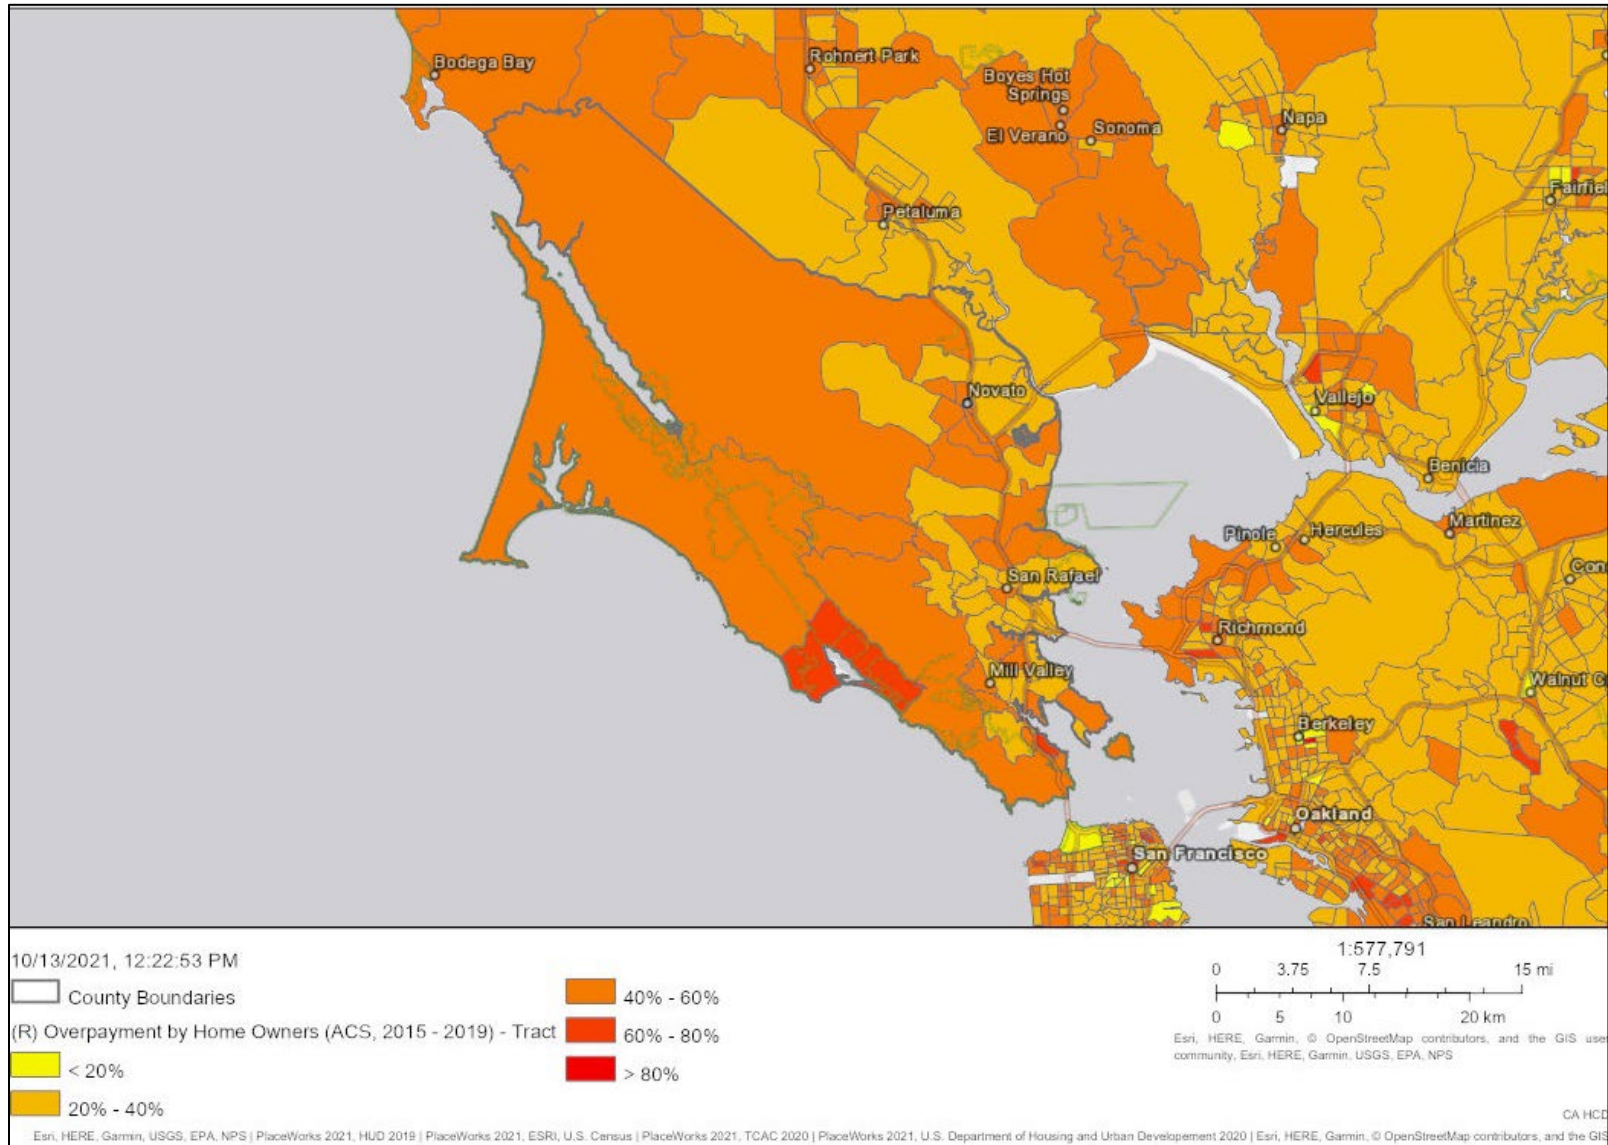 Bodega Bay
Rohnert Park
Boyes Hot
Springs
El Verano
Sonoma
Napa
Fairfiel
Petaluma
Novato
Vallejo
Benicia
Martinez
Pinole
Hercules
Con
San Rafael
Richmond
Mill Valley
Walnut C
Berkeley
Oakland
San Francisco
San Leandro
10/13/2021, 12:22:53 PM
County Boundaries
(R) Overpayment by Home Owners (ACS, 2015 - 2019) - Tract
< 20%
20% - 40%
40% - 60%
60% - 80%
> 80%
1:577,791
0 3.75 7.5 15 mi
0 5 10 20 km
Esri, HERE, Garmin, © OpenStreetMap contributors, and the GIS user
community, Esri, HERE, Garmin, USGS, EPA, NPS
CA HCD
Esri, HERE, Garmin, USGS, EPA, NPS | PlaceWorks 2021, HUD 2019 | PlaceWorks 2021, ESRI, U.S. Census | PlaceWorks 2021, TCAC 2020 | PlaceWorks 2021, U.S. Department of Housing and Urban Developement 2020 | Esri, HERE, Garmin, © OpenStreetMap contributors, and the GIS